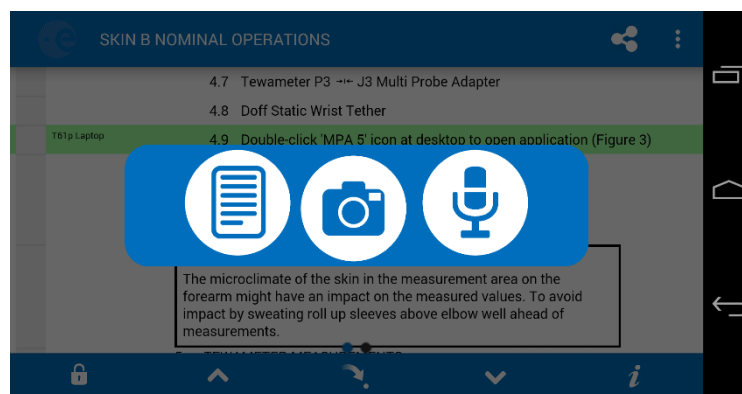 SKIN B NOMINAL OPERATIONS
4.7 Tewameter P3 →⊢ J3 Multi Probe Adapter
4.8 Doff Static Wrist Tether
T61p Laptop 4.9 Double-click 'MPA 5' icon at desktop to open application (Figure 3)
The microclimate of the skin in the measurement area on the
forearm might have an impact on the measured values. To avoid
impact by sweating roll up sleeves above elbow well ahead of
measurements.
TEWAMETER MEASUREMENTS
i